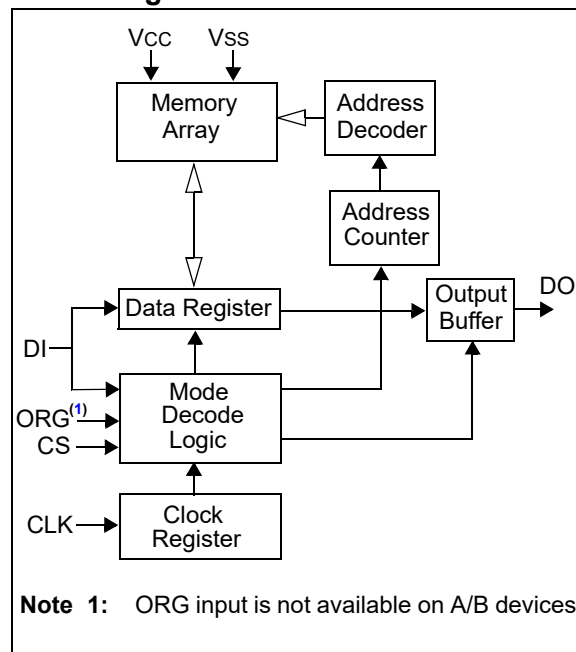 VCC VSS
Memory
Array
Address
Decoder
Address
Counter
Data Register
Output
Buffer
DO
DI
Mode
Decode
Logic
ORG(1)
CS
CLK
Clock
Register
Note 1: ORG input is not available on A/B devices